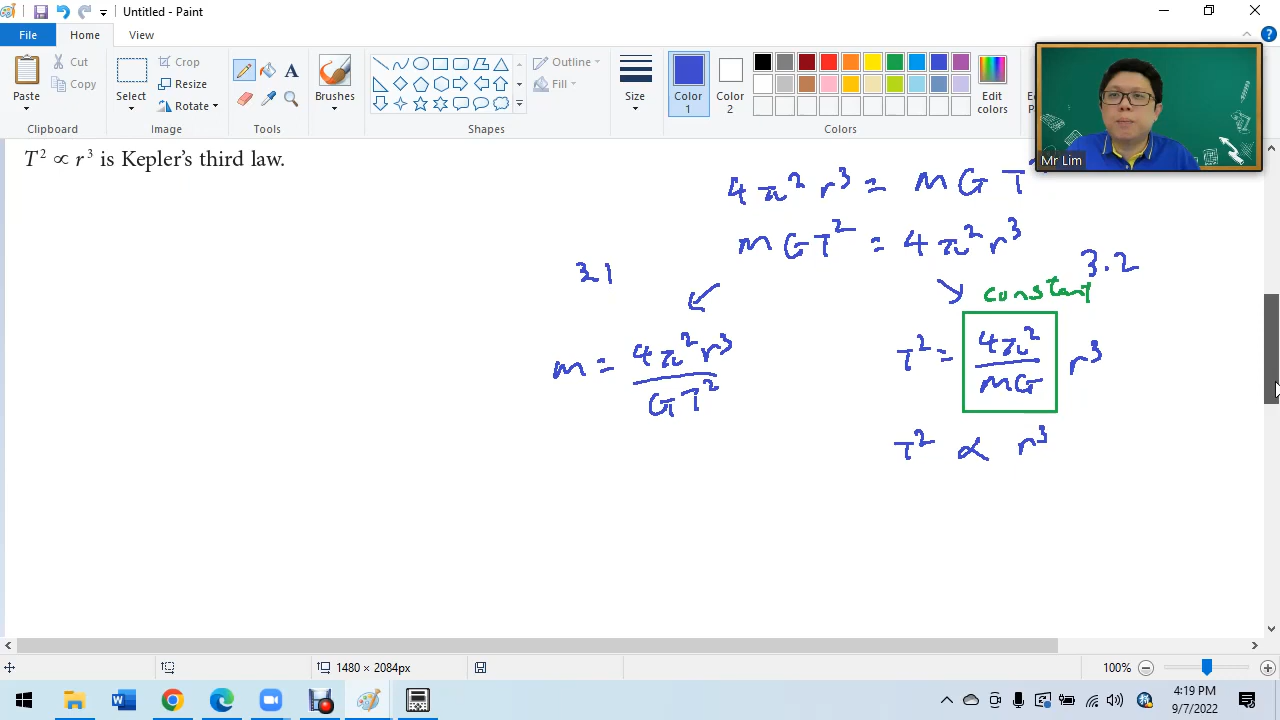 Untitled - Paint
File Home View
Paste Cut Copy Clipboard
Select Crop Resize Rotate Image
Tools
Brushes
Outline Fill Shapes
Size
Color 1 Color 2 Edit colors Colors
Mr Lim
T² ∝ r³ is Kepler's third law.
4π²r³ = MGT
MGT² = 4π²r³
3.1
3.2
constant
M = 4π²r³ / GT²
T² = 4π² / MG r³
T² ∝ r³
1480 × 2084px
100%
4:19 PM
9/7/2022